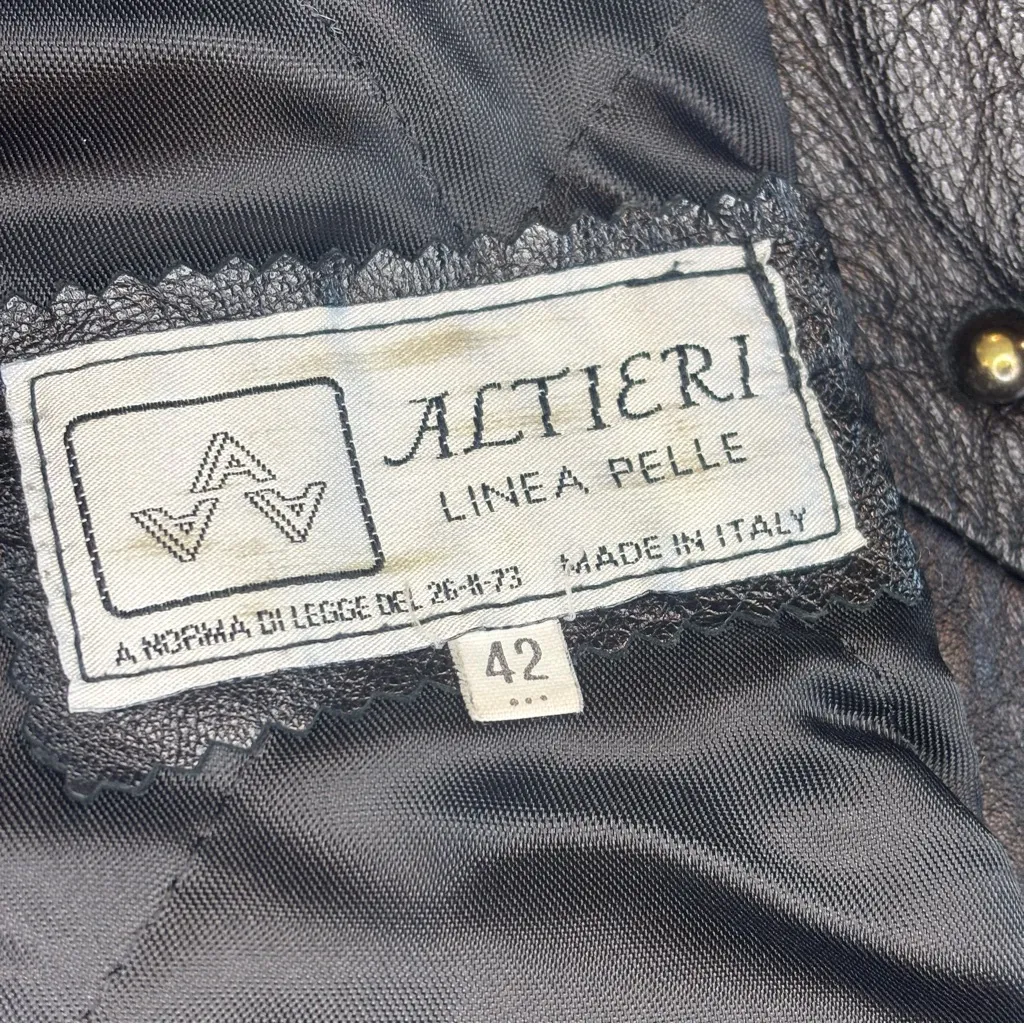 A
A A
ALTIERI
LINEA PELLE
A NORMA DI LEGGE DEL 26-11-73 MADE IN ITALY
42